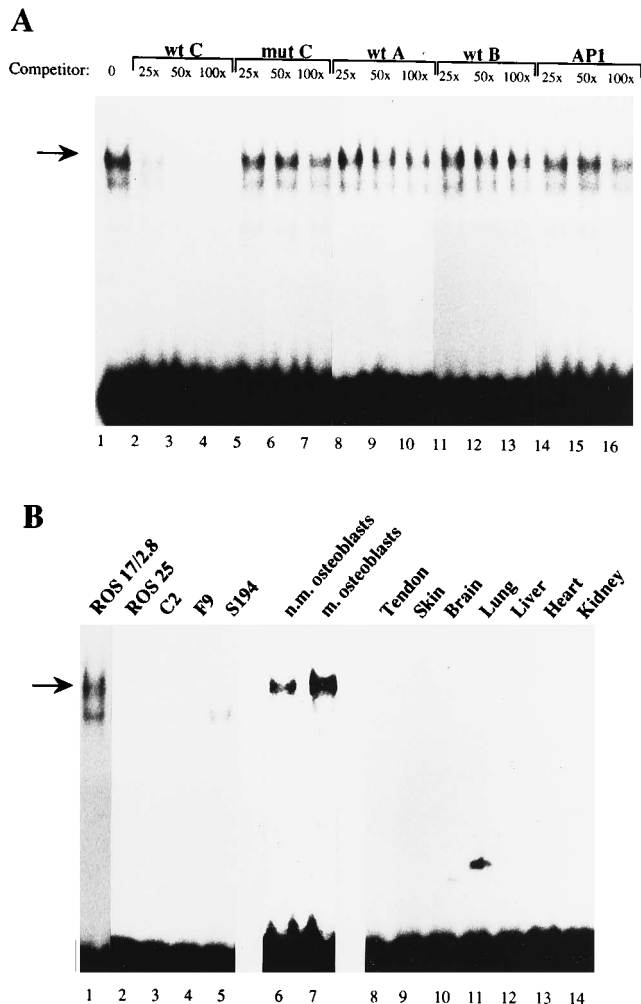 A
wt C mut C wt A wt B AP1
Competitor: 0 25x 50x 100x 25x 50x 100x 25x 50x 100x 25x 50x 100x 25x 50x 100x
1 2 3 4 5 6 7 8 9 10 11 12 13 14 15 16
B
ROS 17/2.8
ROS 25
C2
F9
S194
n.m. osteoblasts
m. osteoblasts
Tendon
Skin
Brain
Lung
Liver
Heart
Kidney
1 2 3 4 5 6 7 8 9 10 11 12 13 14